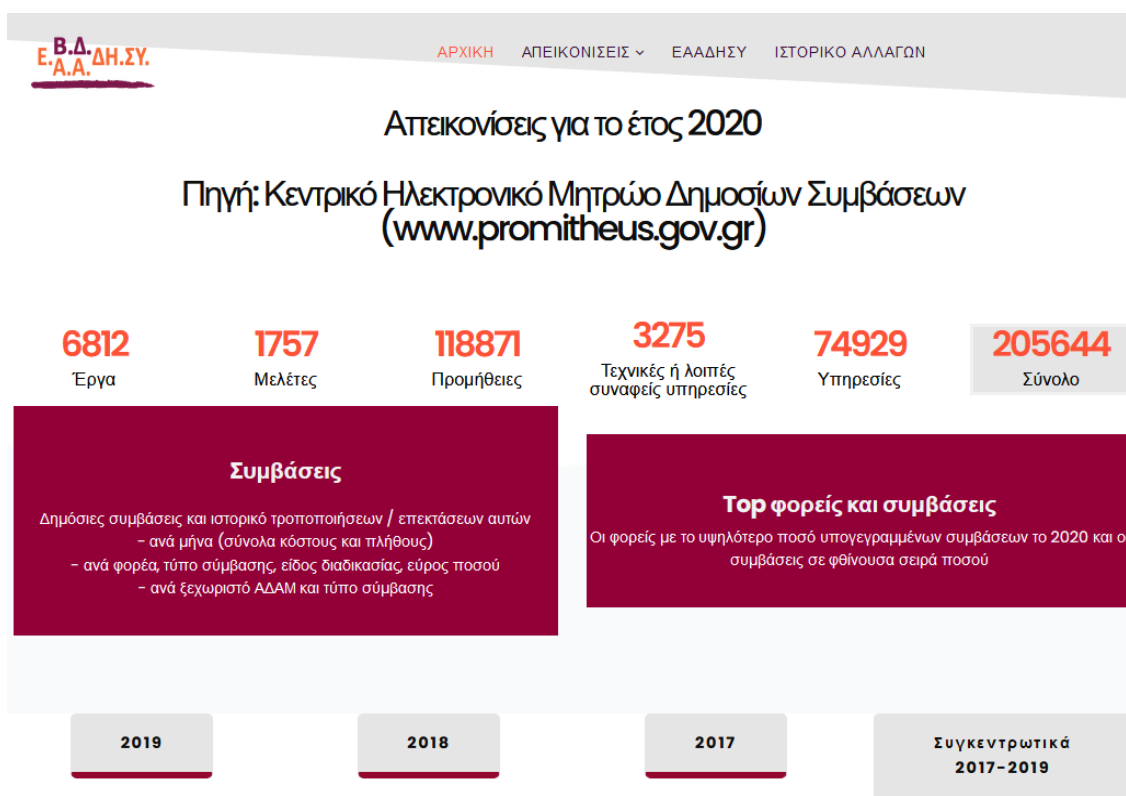 Ε.Β.Δ.ΔΗ.ΣΥ.
Α.Α.
ΑΡΧΙΚΗ ΑΠΕΙΚΟΝΙΣΕΙΣ ΕΑΑΔΗΣΥ ΙΣΤΟΡΙΚΟ ΑΛΛΑΓΩΝ
Απεικονίσεις για το έτος 2020
Πηγή: Κεντρικό Ηλεκτρονικό Μητρώο Δημοσίων Συμβάσεων
(www.promitheus.gov.gr)
6812
Έργα
1757
Μελέτες
118871
Προμήθειες
3275
Τεχνικές ή λοιπές
συναφείς υπηρεσίες
74929
Υπηρεσίες
205644
Σύνολο
Συμβάσεις
Δημόσιες συμβάσεις και ιστορικό τροποποιήσεων / επεκτάσεων αυτών
- ανά μήνα (σύνολα κόστους και πλήθους)
- ανά φορέα, τύπο σύμβασης, είδος διαδικασίας, εύρος ποσού
- ανά ξεχωριστό ΑΔΑΜ και τύπο σύμβασης
Top φορείς και συμβάσεις
Οι φορείς με το υψηλότερο ποσό υπογεγραμμένων συμβάσεων το 2020 και ο
συμβάσεις σε φθίνουσα σειρά ποσού
2019
2018
2017
Συγκεντρωτικά
2017-2019